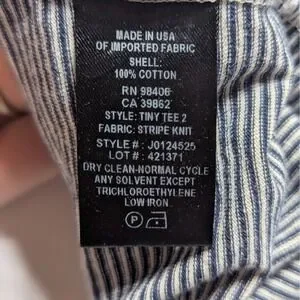 MADE IN USA
OF IMPORTED FABRIC
SHELL:
100% COTTON
RN 98406
CA 39862
STYLE: TINY TEE 2
FABRIC: STRIPE KNIT
STYLE # : J0124525
LOT # : 421371
DRY CLEAN-NORMAL CYCLE
ANY SOLVENT EXCEPT
TRICHLOROETHYLENE
LOW IRON
P